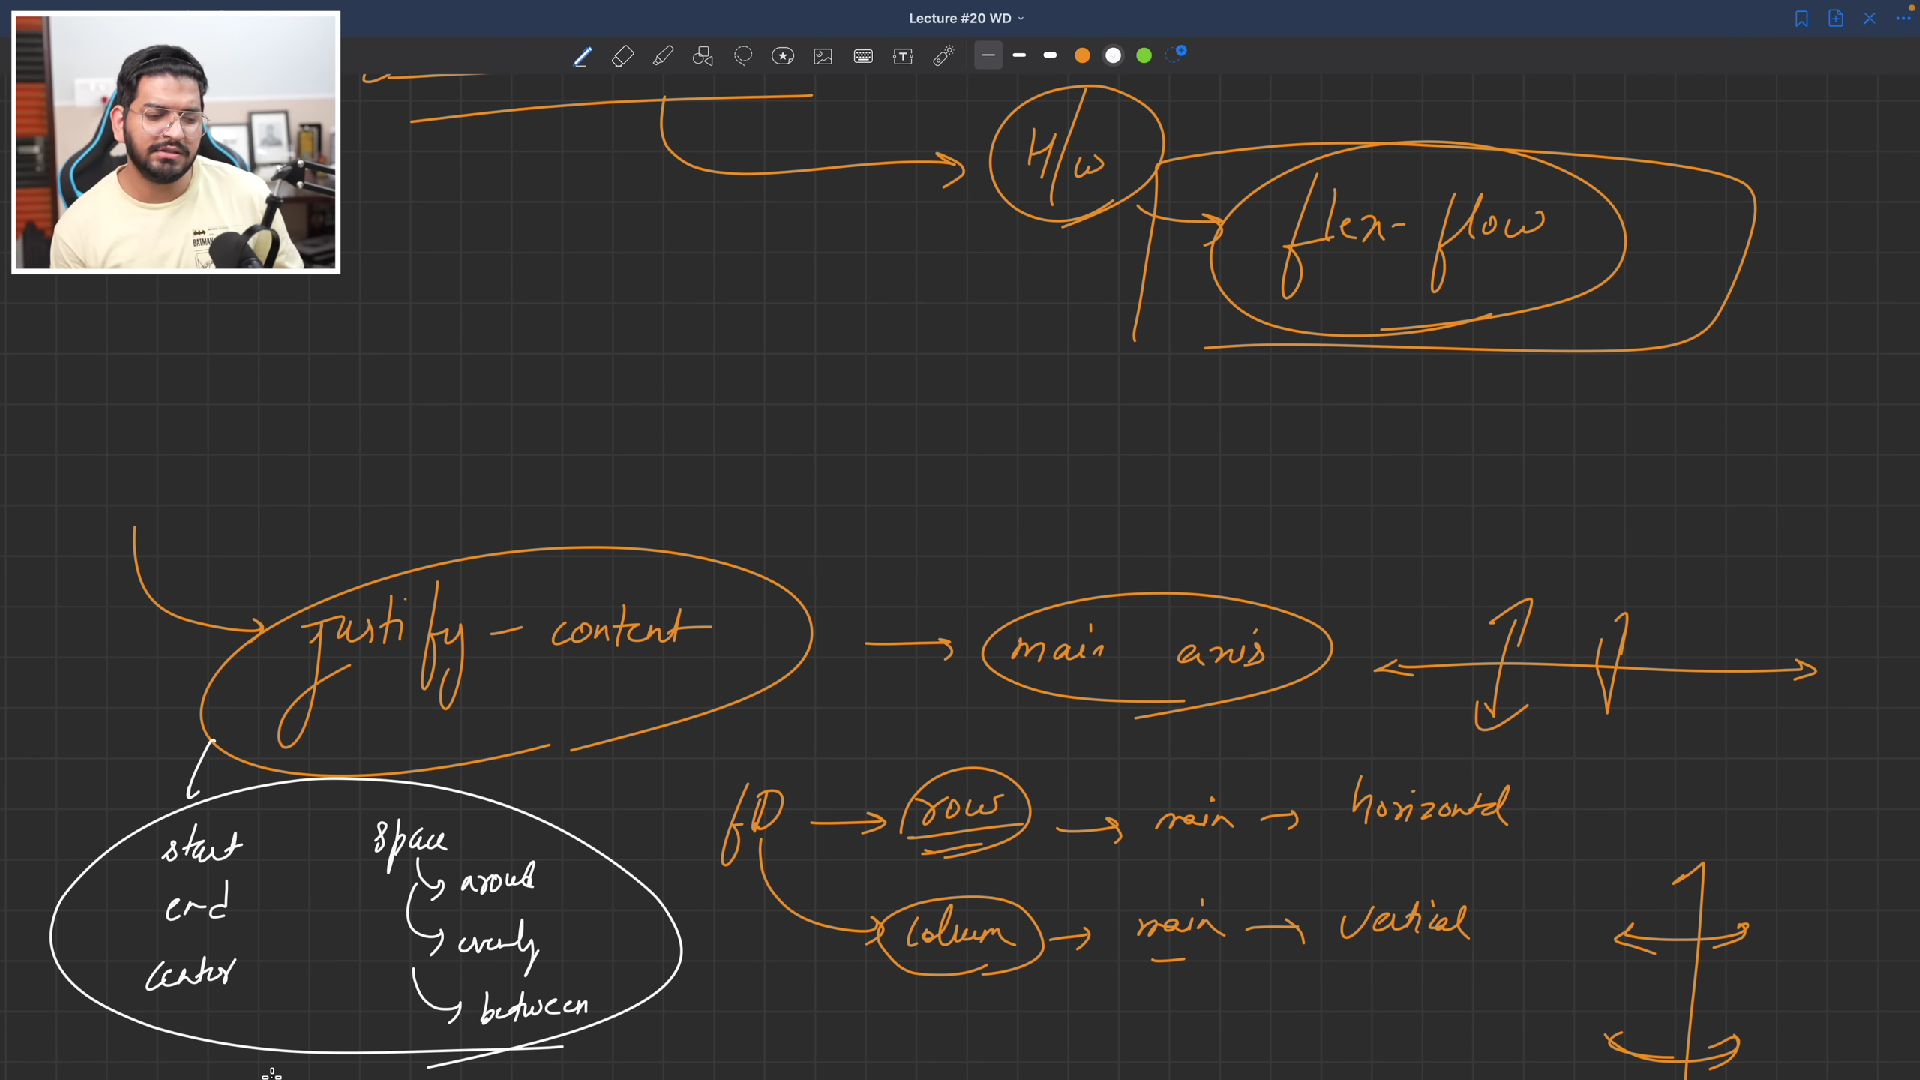 Lecture #20 WD
BATMAN
H/W
flex-flow
justify-content
main axis
fD
row
main
horizontal
column
main
vertical
start
end
center
space
around
evenly
between